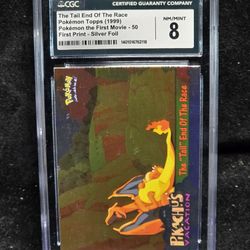 CGC
CERTIFIED GUARANTY COMPANY
The Tail End Of The Race
Pokémon Topps (1999)
Pokémon the First Movie - 50
First Print - Silver Foil
NM/MINT
8
POKéMON
The "Tail" End Of The Race
PIKACHU'S
VACATION